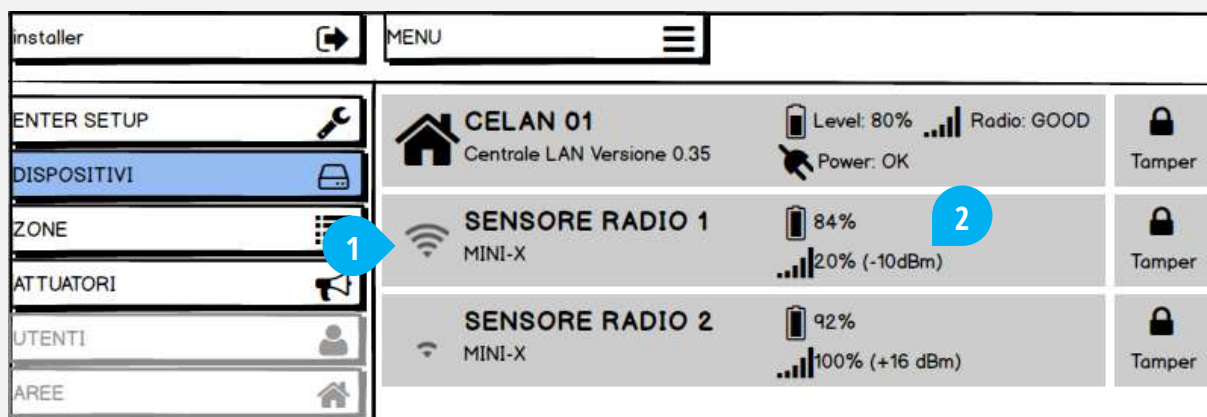 installer
MENU
ENTER SETUP
DISPOSITIVI
ZONE
ATTUATORI
UTENTI
AREE
CELAN 01
Centrale LAN Versione 0.35
Level: 80% Radio: GOOD
Power: OK
Tamper
1
SENSORE RADIO 1
MINI-X
84%
20% (-10dBm)
2
Tamper
SENSORE RADIO 2
MINI-X
92%
100% (+16 dBm)
Tamper